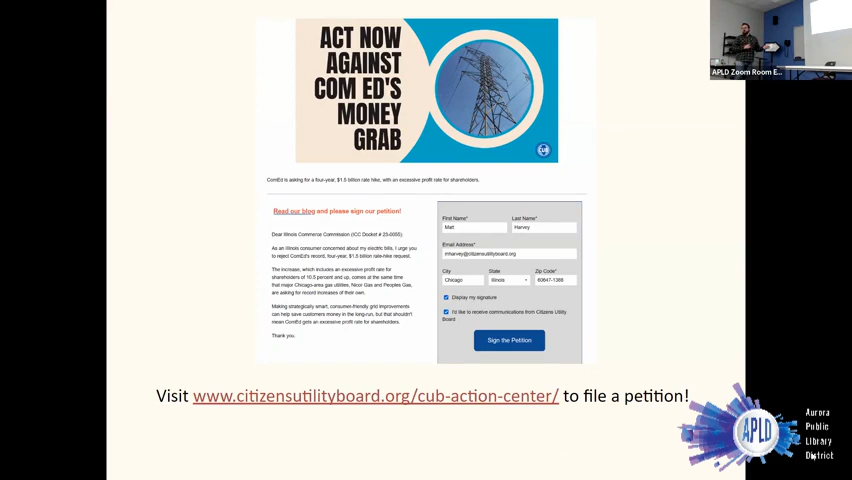 ACT NOW
AGAINST
COM ED'S
MONEY
GRAB
CUB
APLD Zoom Room E...
ComEd is asking for a four-year, $1.5 billion rate hike, with an excessive profit rate for shareholders.
Read our blog and please sign our petition!
Dear Illinois Commerce Commission (ICC Docket # 23-0055):
As an Illinois consumer concerned about my electric bills, I urge you
to reject ComEd's record, four-year, $1.5 billion rate-hike request.
The increase, which includes an excessive profit rate for
shareholders of 10.5 percent and up, comes at the same time
that major Chicago-area gas utilities, Nicor Gas and Peoples Gas,
are asking for record increases of their own.
Making strategically smart, consumer-friendly grid improvements
can help save customers money in the long-run, but that shouldn't
mean ComEd gets an excessive profit rate for shareholders.
Thank you.
First Name* Last Name*
Matt Harvey
Email Address*
mharvey@citizensutilityboard.org
City State Zip Code*
Chicago Illinois 60647-1388
Display my signature
I'd like to receive communications from Citizens Utility
Board
Sign the Petition
Visit www.citizensutilityboard.org/cub-action-center/ to file a petition!
APLD
Aurora
Public
Library
District